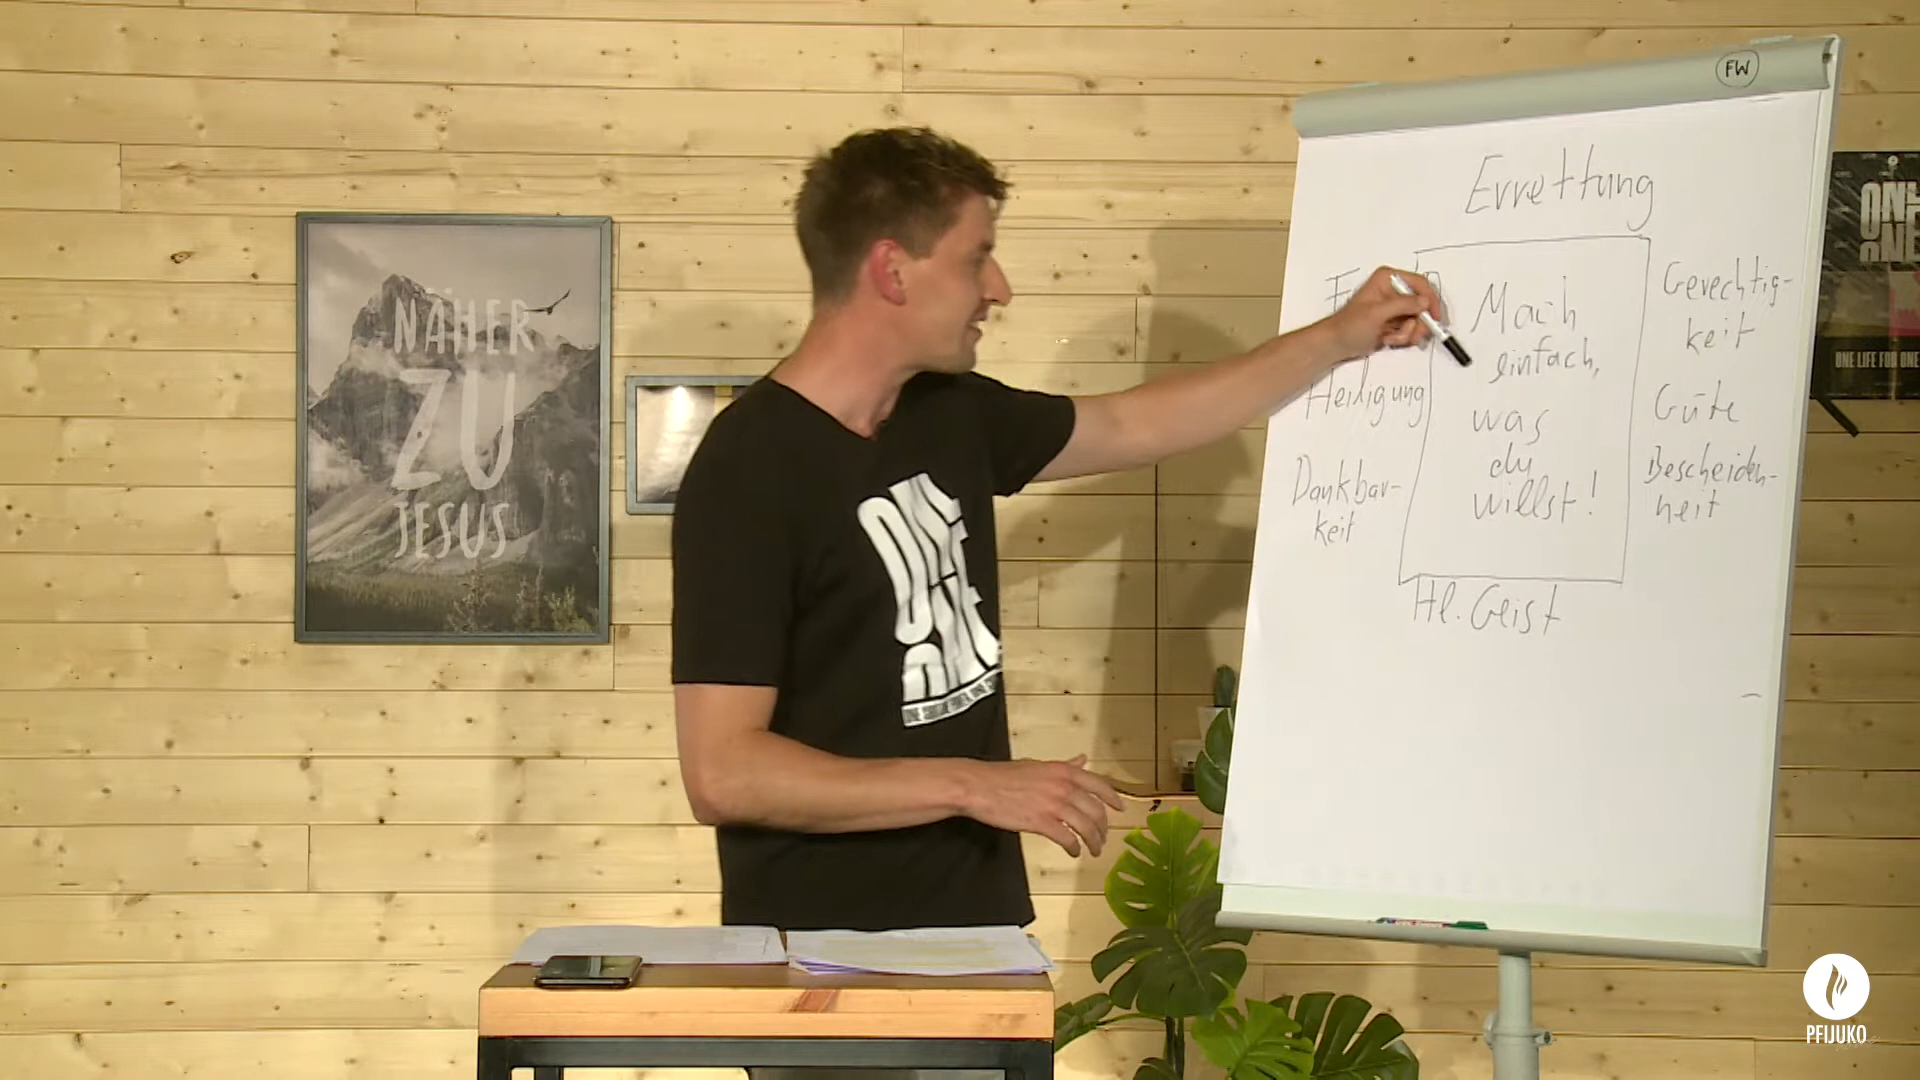 FW
Errettung
Mach
einfach,
was
du
willst!
Heiligung
Dankbar-
keit
Gerechtig-
keit
Güte
Bescheiden-
heit
Hl. Geist
NÄHER
ZU
JESUS
ONE LIFE FOR ONE
PFIJUKO